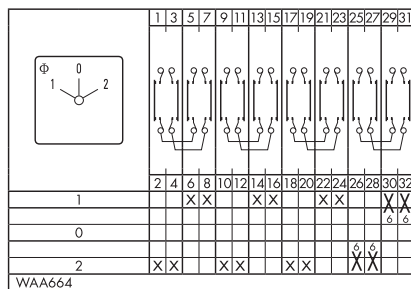 1 3 5 7 9 11 13 15 17 19 21 23 25 27 29 31
Φ 0
1 2
2 4 6 8 10 12 14 16 18 20 22 24 26 28 30 32
1 X X X X X X X X
6 6
0
6 6
2 X X X X X X X X
WAA664